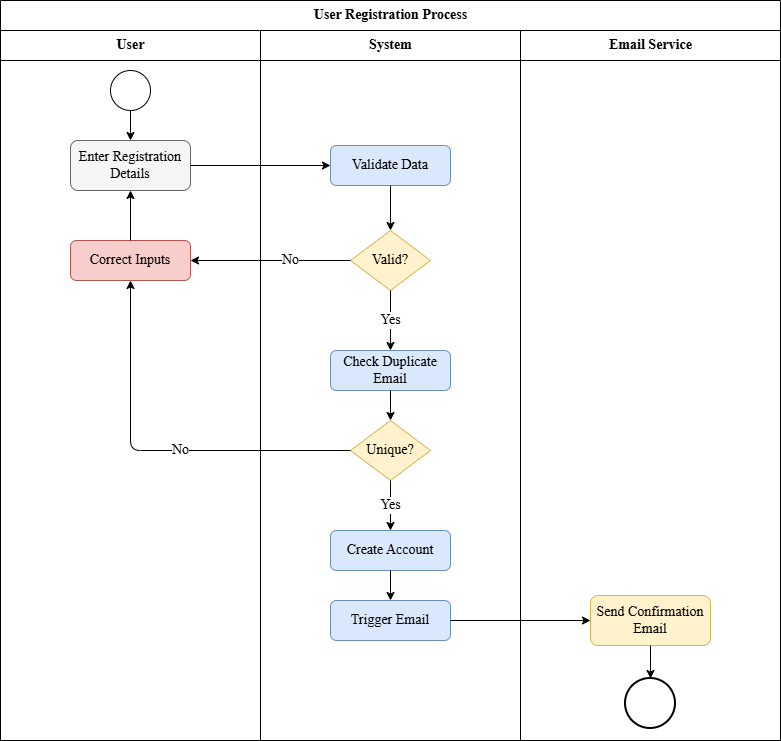 User Registration Process
User
System
Email Service
Enter Registration
Details
Validate Data
Correct Inputs
No
Valid?
Yes
Check Duplicate
Email
No
Unique?
Yes
Create Account
Trigger Email
Send Confirmation
Email